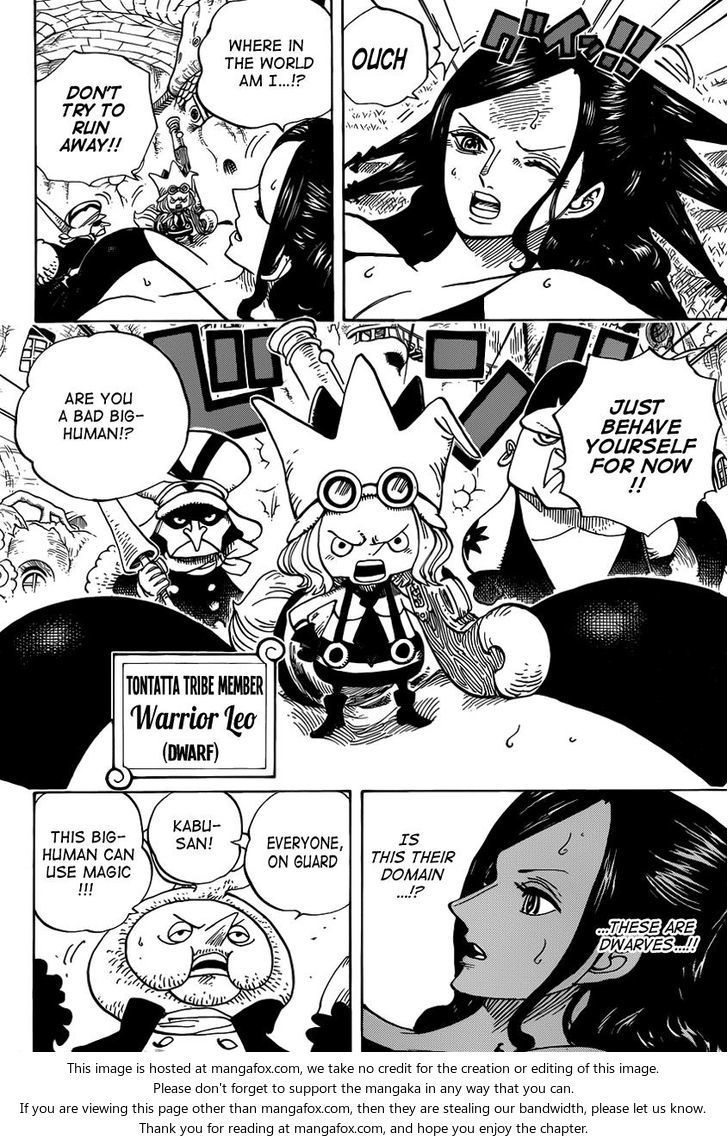 OUCH
グイッ!!
WHERE IN
THE WORLD
AM I...!?
DON'T
TRY TO
RUN
AWAY!!
ARE YOU
A BAD BIG-
HUMAN!?
JUST
BEHAVE
YOURSELF
FOR NOW
!!
TONTATTA TRIBE MEMBER
Warrior Leo
(DWARF)
IS
THIS THEIR
DOMAIN
....!?
...THESE ARE
DWARVES....!!
EVERYONE,
ON GUARD
KABU-
SAN!
THIS BIG-
HUMAN CAN
USE MAGIC
!!!
This image is hosted at mangafox.com, we take no credit for the creation or editing of this image.
Please don't forget to support the mangaka in any way that you can.
If you are viewing this page other than mangafox.com, then they are stealing our bandwidth, please let us know.
Thank you for reading at mangafox.com, and hope you enjoy the chapter.